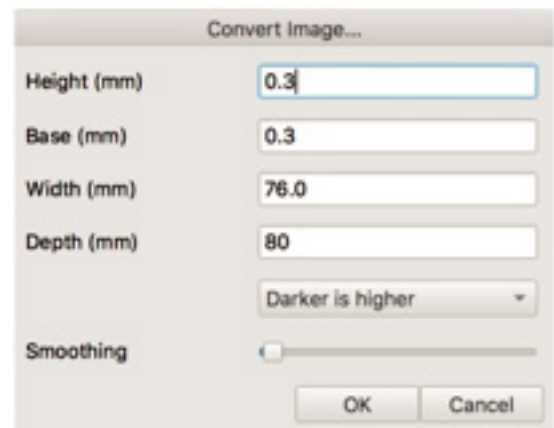 Convert Image...
Height (mm) 0.3
Base (mm) 0.3
Width (mm) 76.0
Depth (mm) 80
Darker is higher
Smoothing
OK Cancel